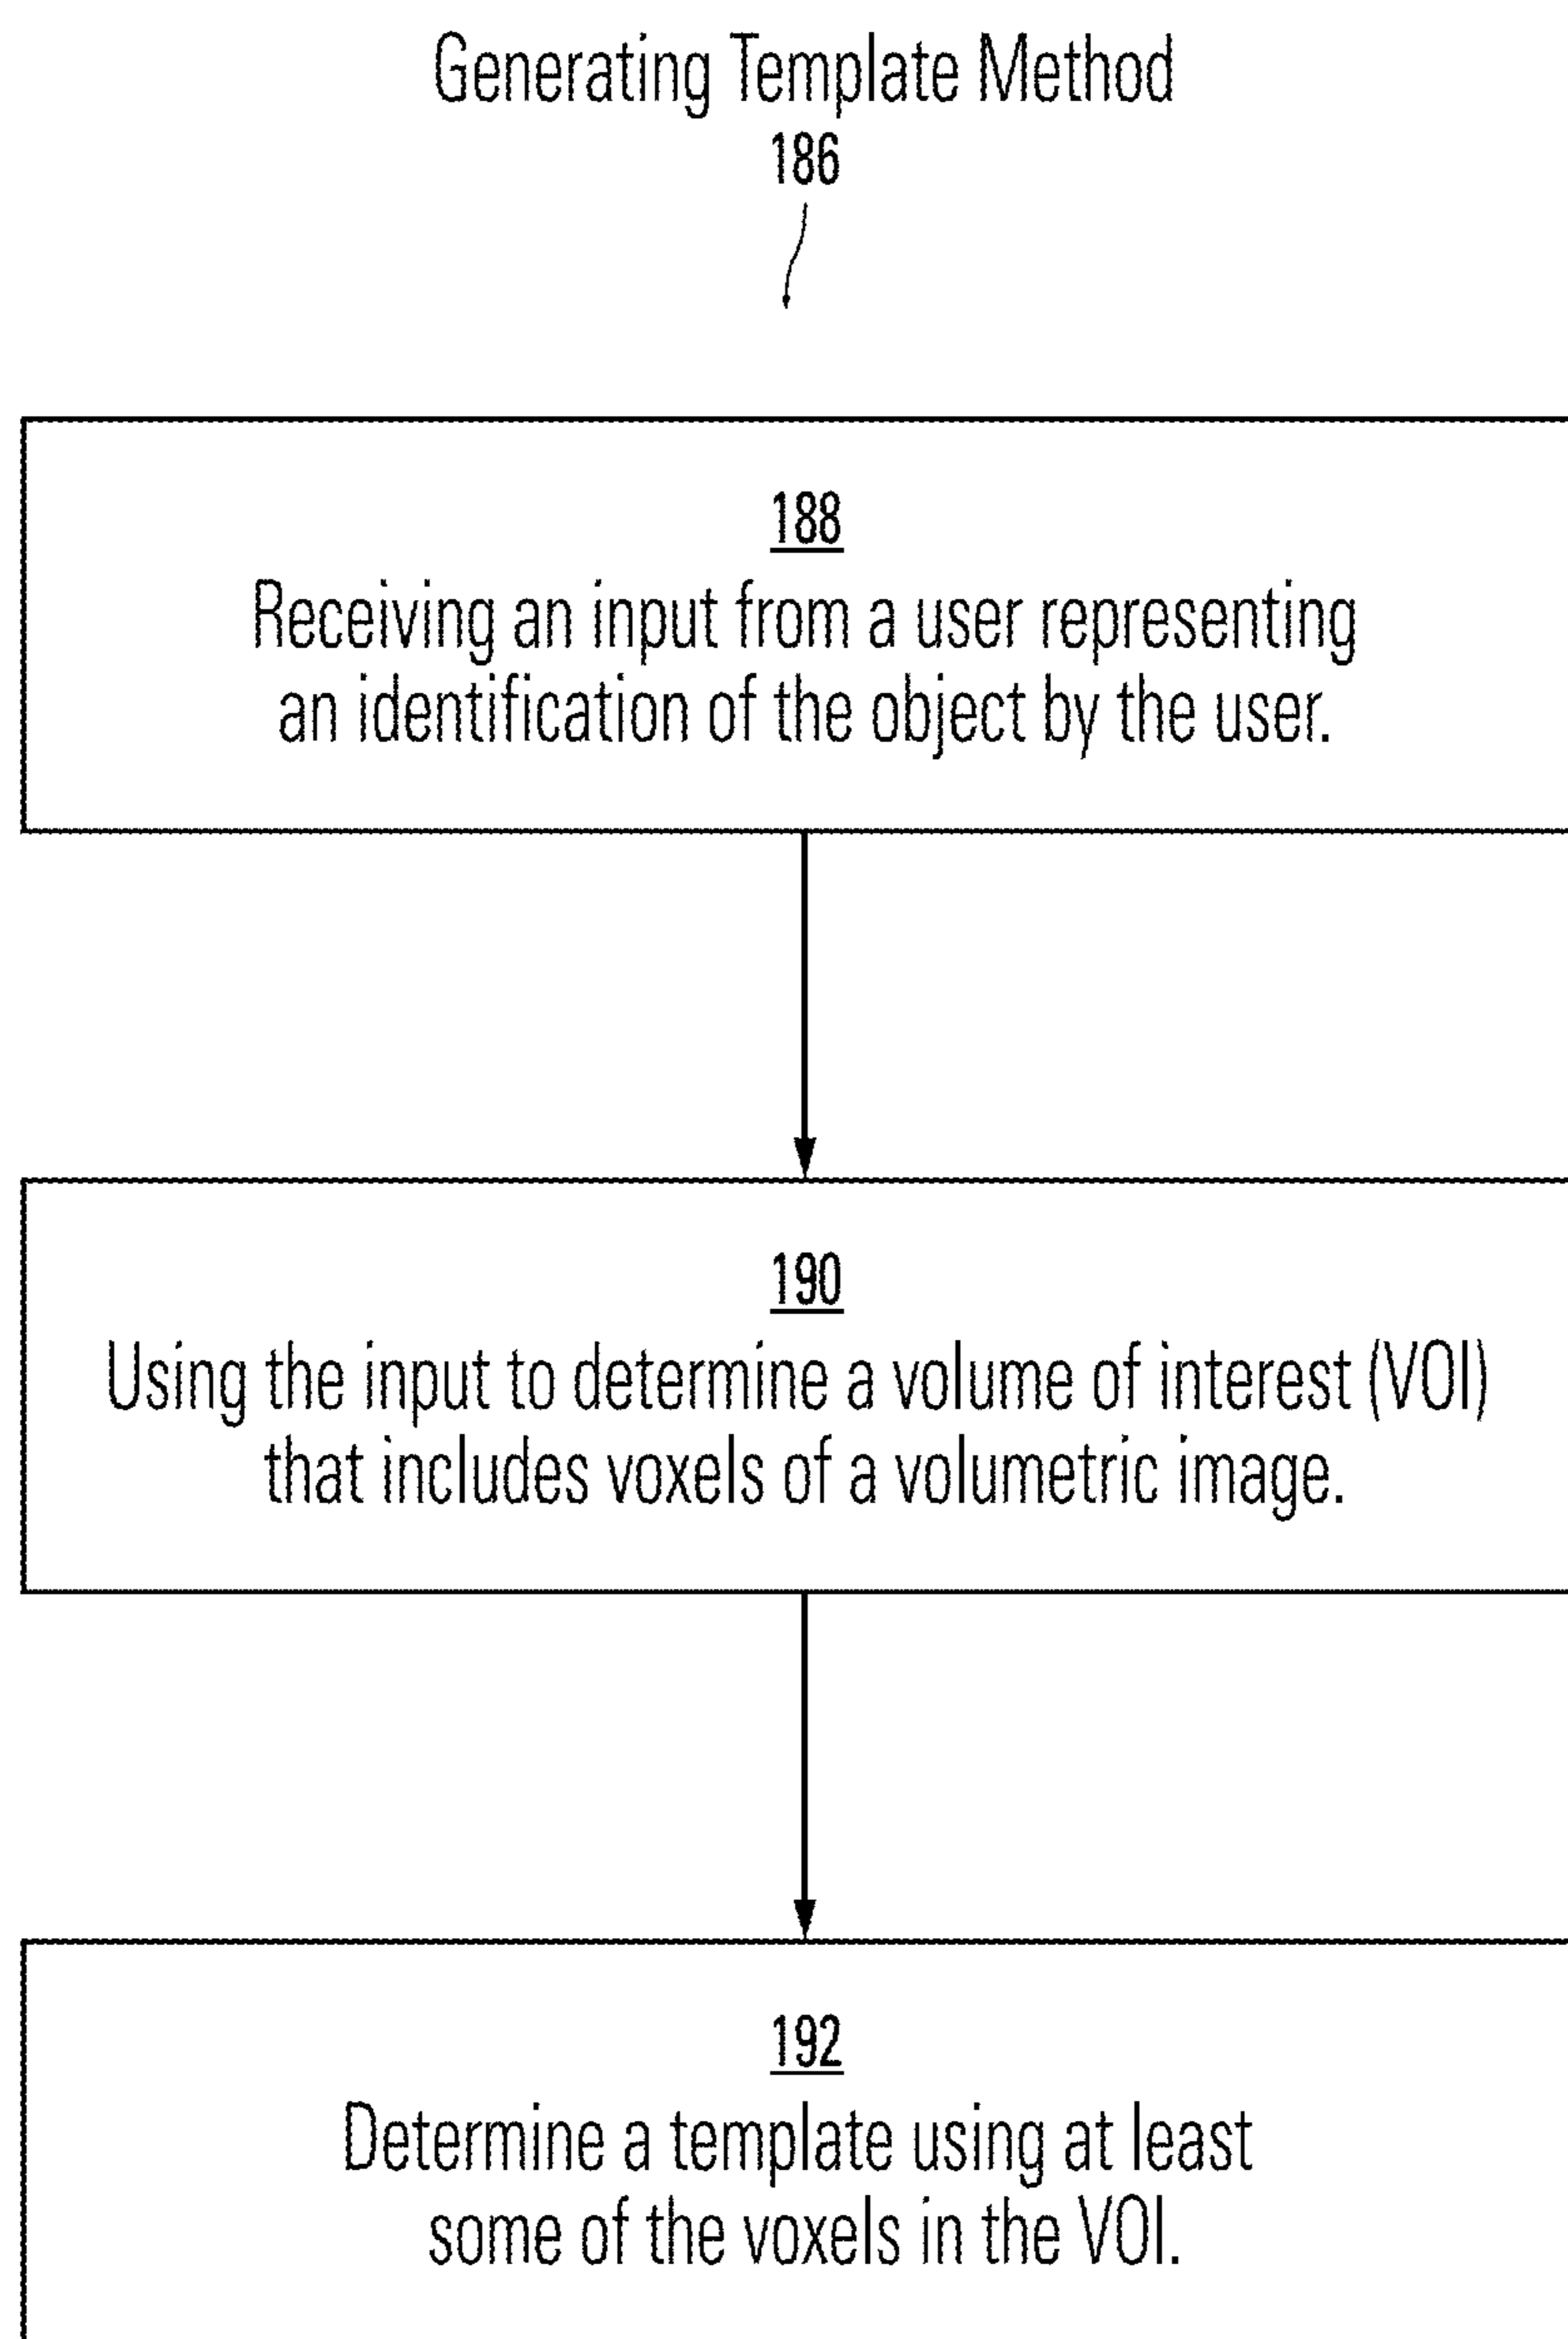 Generating Template Method
186
188
Receiving an input from a user representing
an identification of the object by the user.
190
Using the input to determine a volume of interest (VOI)
that includes voxels of a volumetric image.
192
Determine a template using at least
some of the voxels in the VOI.